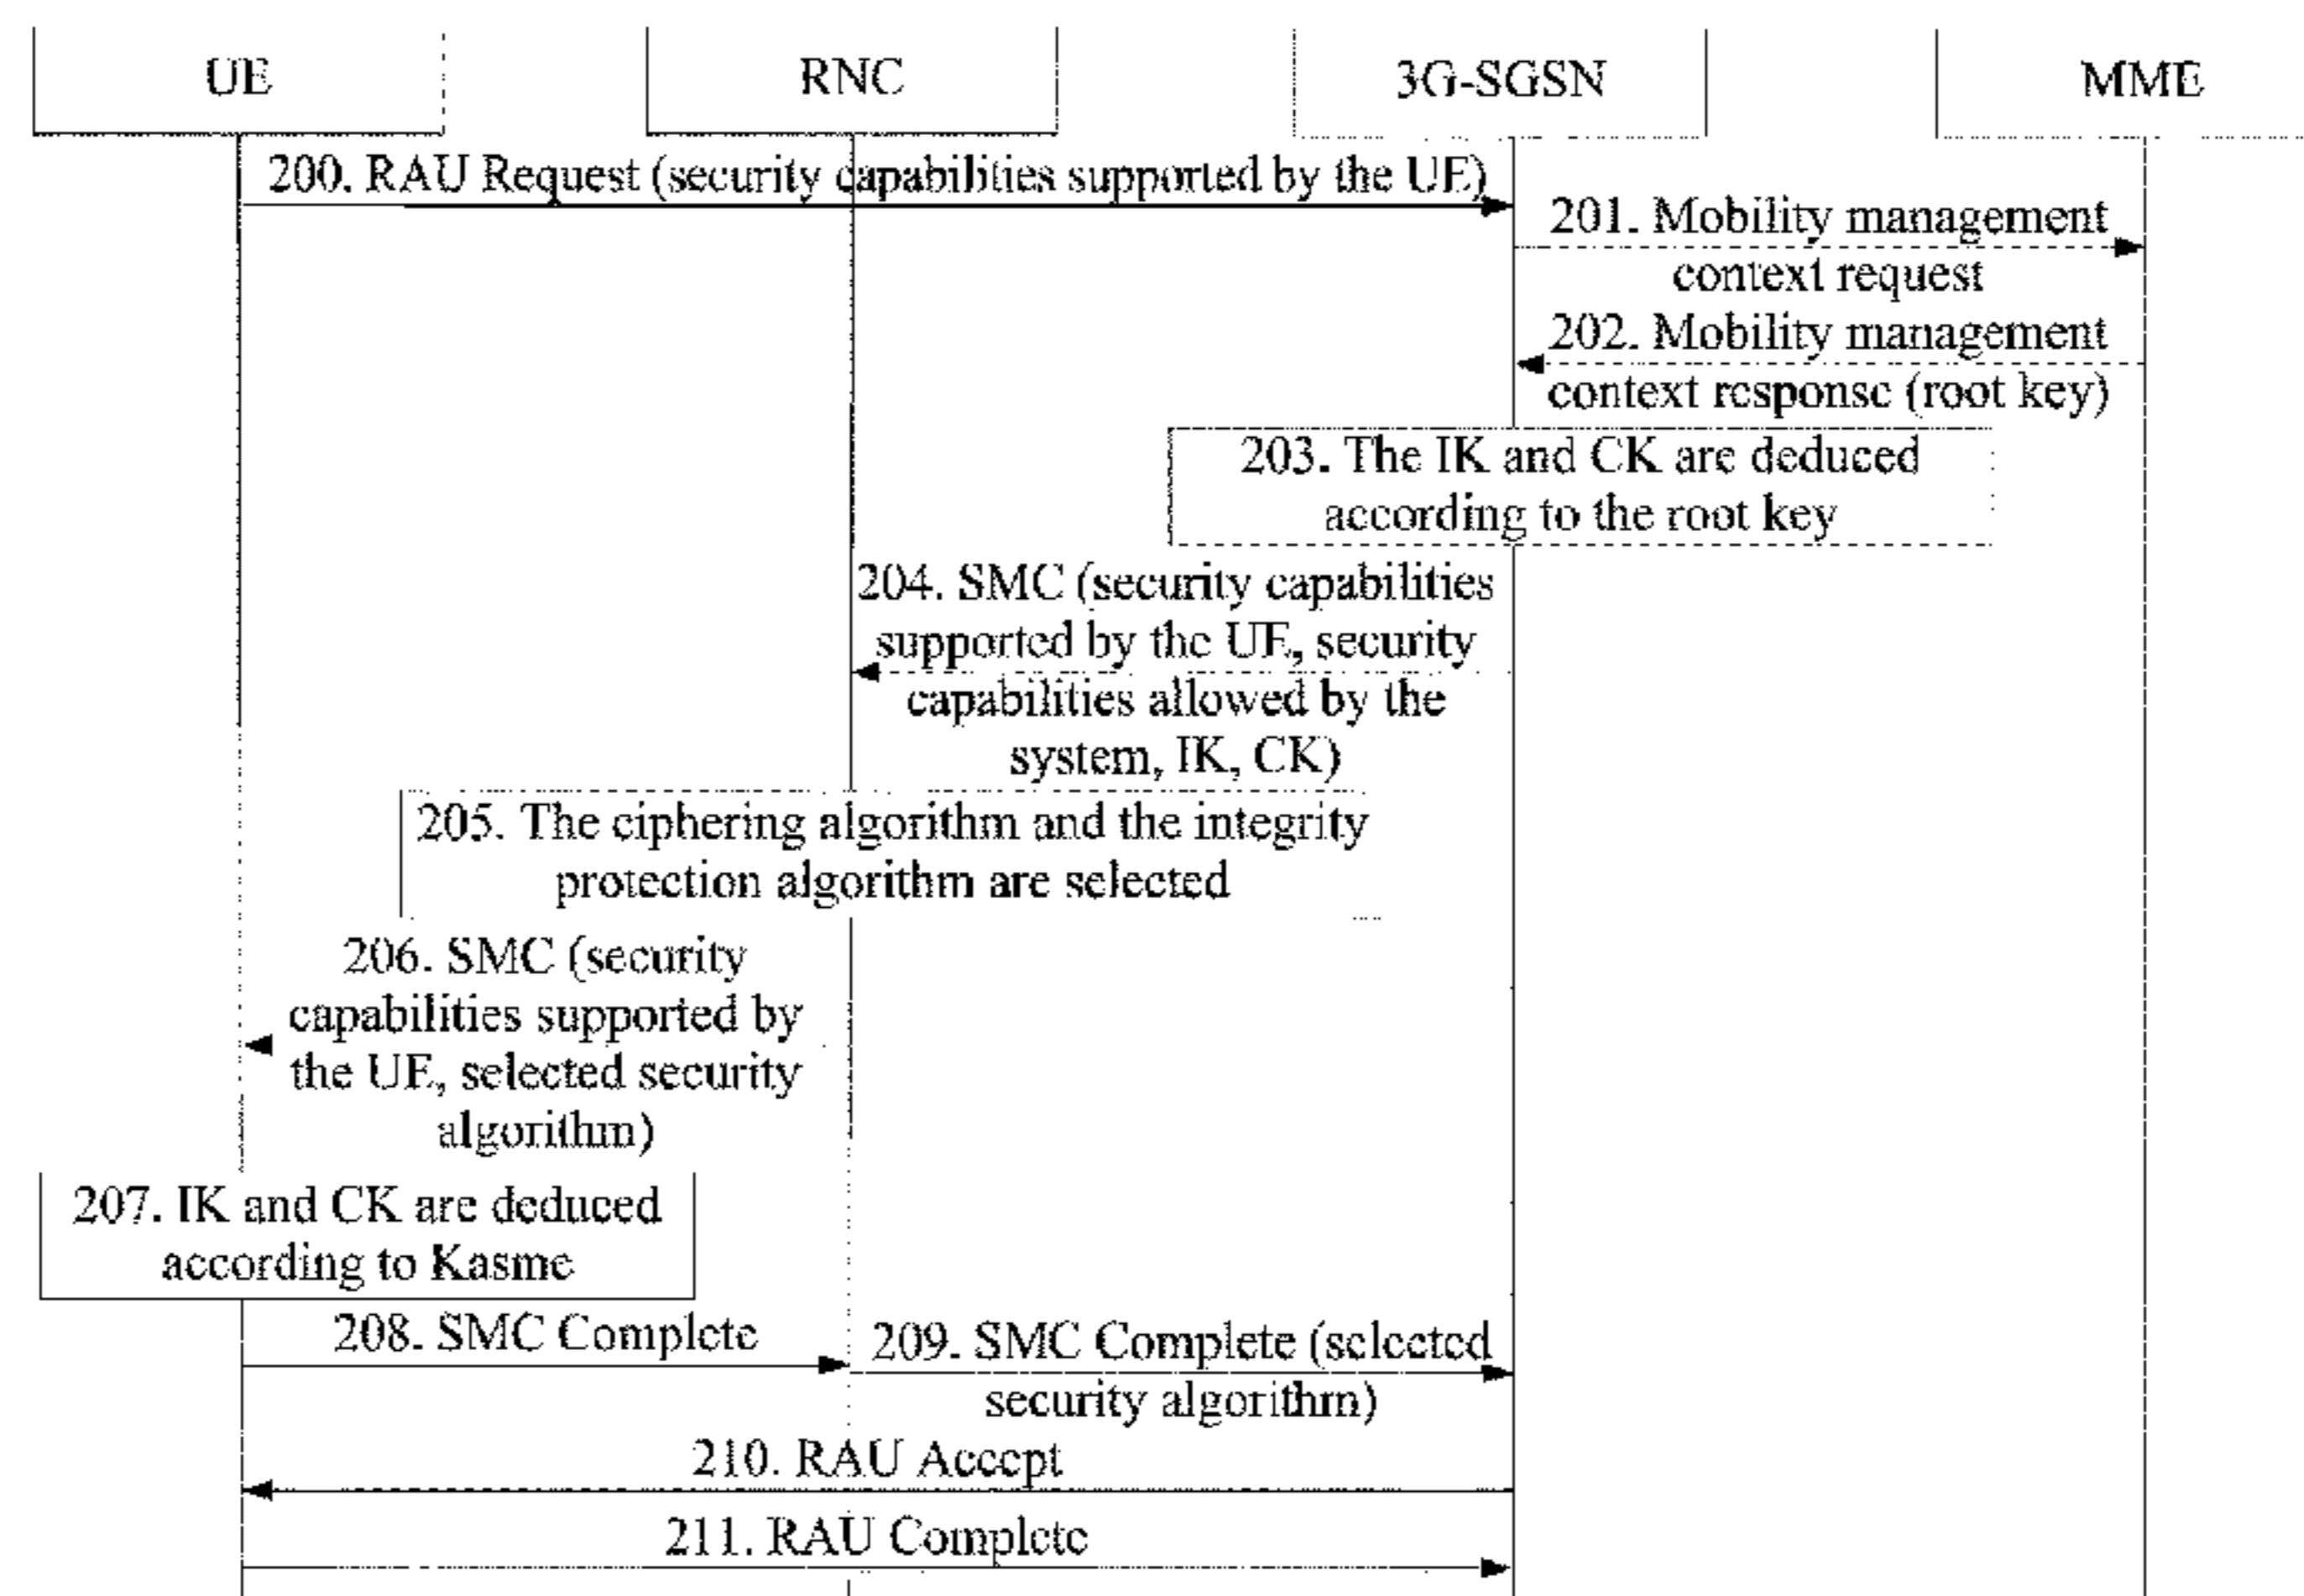 UE
RNC
3G-SGSN
MME
200. RAU Request (security capabilities supported by the UE)
201. Mobility management
context request
202. Mobility management
context response (root key)
203. The IK and CK are deduced
according to the root key
204. SMC (security capabilities
supported by the UE, security
capabilities allowed by the
system, IK, CK)
205. The ciphering algorithm and the integrity
protection algorithm are selected
206. SMC (security
capabilities supported by
the UE, selected security
algorithm)
207. IK and CK are deduced
according to Kasme
208. SMC Complete
209. SMC Complete (selected
security algorithm)
210. RAU Accept
211. RAU Complete